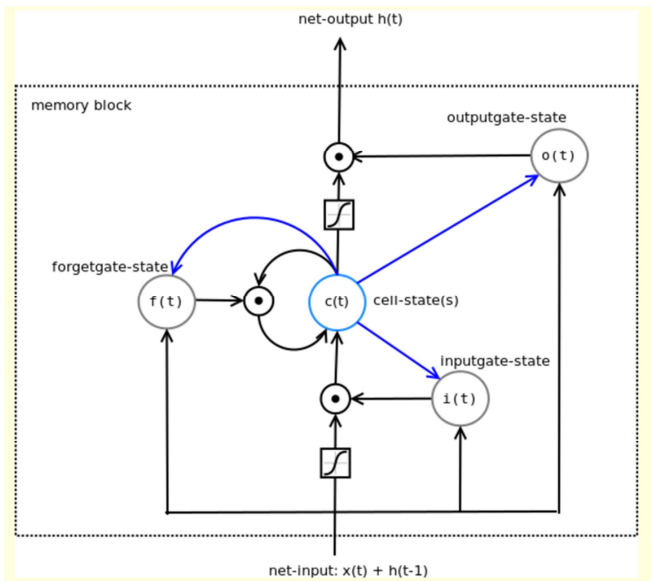 net-output h(t)
memory block
outputgate-state
o(t)
forgetgate-state
f(t)
c(t)
cell-state(s)
inputgate-state
i(t)
net-input: x(t) + h(t-1)